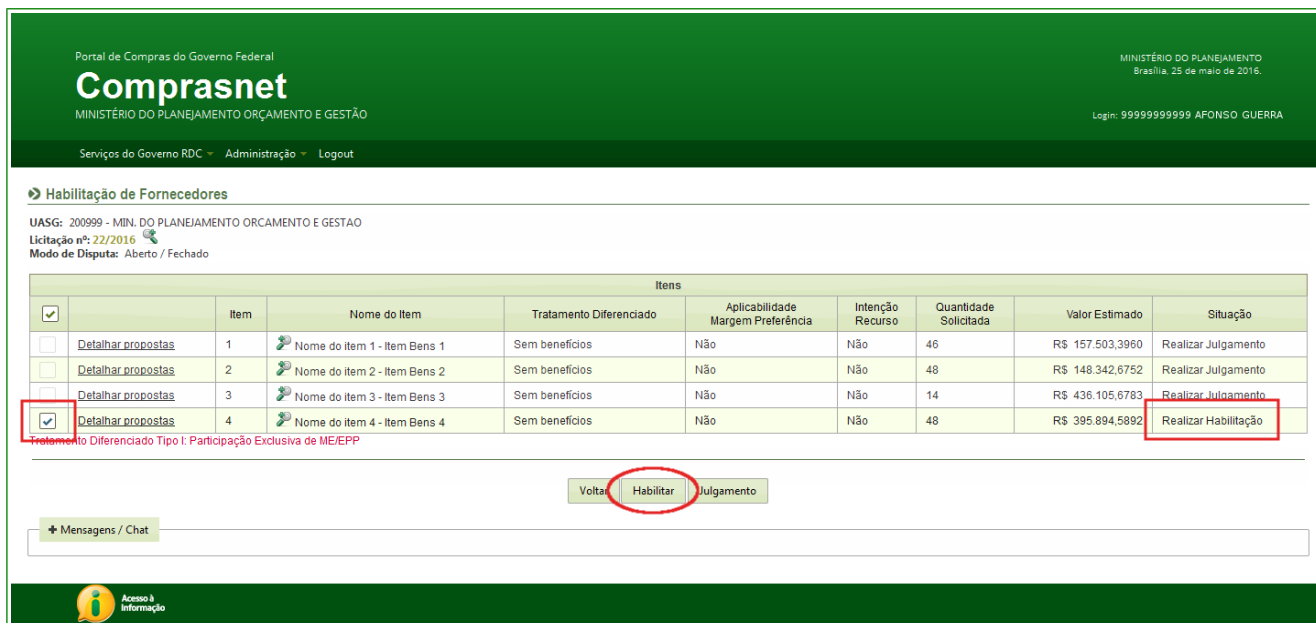 Portal de Compras do Governo Federal
Comprasnet
MINISTÉRIO DO PLANEJAMENTO ORÇAMENTO E GESTÃO
MINISTÉRIO DO PLANEJAMENTO
Brasília, 25 de maio de 2016.
Login: 99999999999 AFONSO GUERRA
Serviços do Governo RDC Administração Logout
Habilitação de Fornecedores
UASG: 200999 - MIN. DO PLANEJAMENTO ORCAMENTO E GESTAO
Licitação nº: 22/2016
Modo de Disputa: Aberto / Fechado
Itens
Item Nome do Item Tratamento Diferenciado Aplicabilidade Margem Preferência Intenção Recurso Quantidade Solicitada Valor Estimado Situação
Detalhar propostas 1 Nome do item 1 - Item Bens 1 Sem benefícios Não Não 46 R$ 157.503,3960 Realizar Julgamento
Detalhar propostas 2 Nome do item 2 - Item Bens 2 Sem benefícios Não Não 48 R$ 148.342,6752 Realizar Julgamento
Detalhar propostas 3 Nome do item 3 - Item Bens 3 Sem benefícios Não Não 14 R$ 436.105,6783 Realizar Julgamento
Detalhar propostas 4 Nome do item 4 - Item Bens 4 Sem benefícios Não Não 48 R$ 395.894,5892 Realizar Habilitação
Tratamento Diferenciado Tipo I: Participação Exclusiva de ME/EPP
Voltar Habilitar Julgamento
+ Mensagens / Chat
Acesso à
Informação